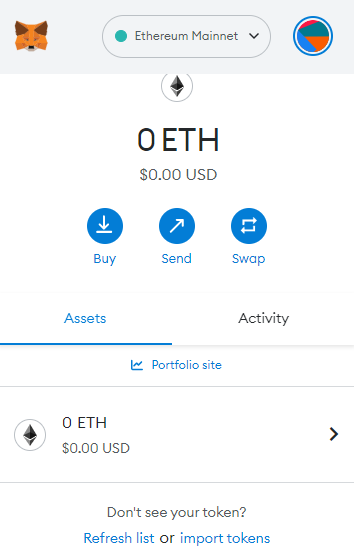 Ethereum Mainnet
0 ETH
$0.00 USD
Buy
Send
Swap
Assets
Activity
Portfolio site
0 ETH
$0.00 USD
Don't see your token?
Refresh list or import tokens